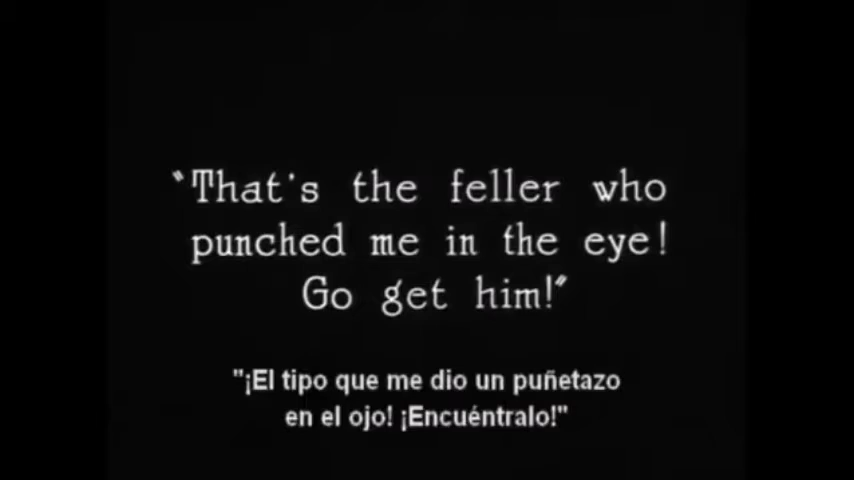 "That's the feller who
punched me in the eye!
Go get him!"
"¡El tipo que me dio un puñetazo
en el ojo! ¡Encuéntralo!"